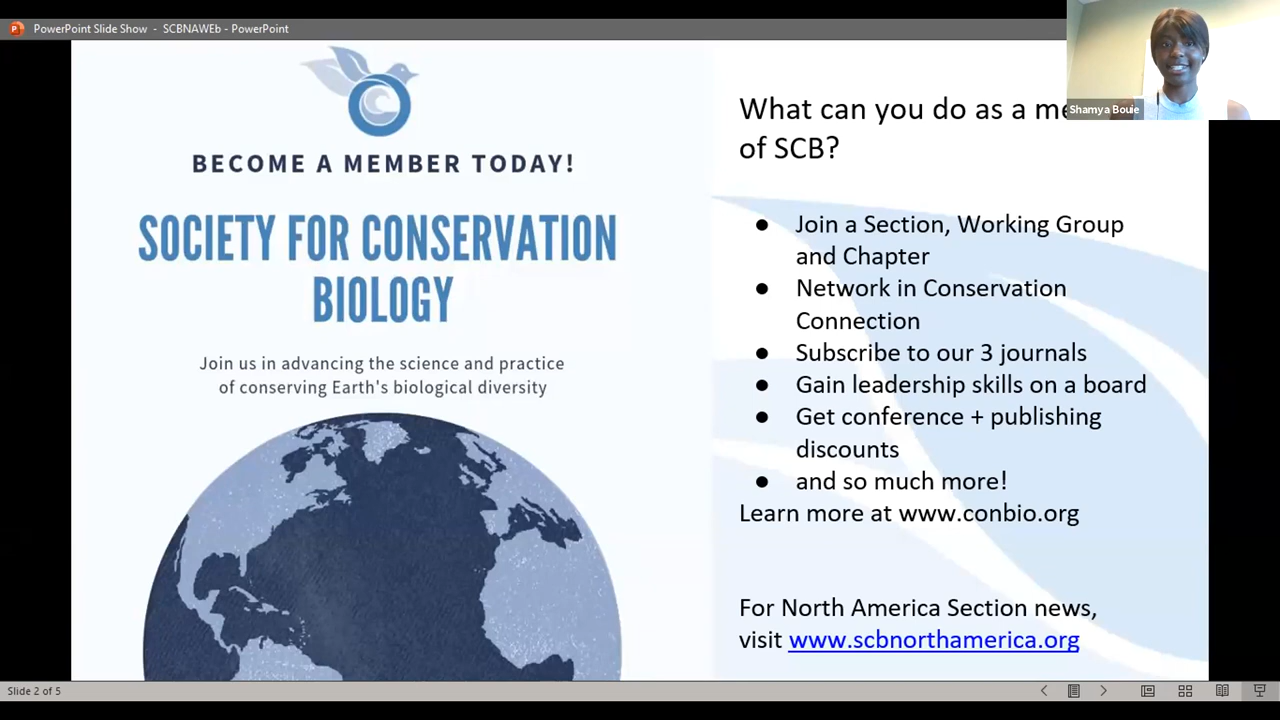 PowerPoint Slide Show - SCBNAWEb - PowerPoint
Shamya Bouie
BECOME A MEMBER TODAY!
SOCIETY FOR CONSERVATION
BIOLOGY
Join us in advancing the science and practice
of conserving Earth's biological diversity
What can you do as a me
of SCB?
● Join a Section, Working Group
and Chapter
● Network in Conservation
Connection
● Subscribe to our 3 journals
● Gain leadership skills on a board
● Get conference + publishing
discounts
● and so much more!
Learn more at www.conbio.org
For North America Section news,
visit www.scbnorthamerica.org
Slide 2 of 5